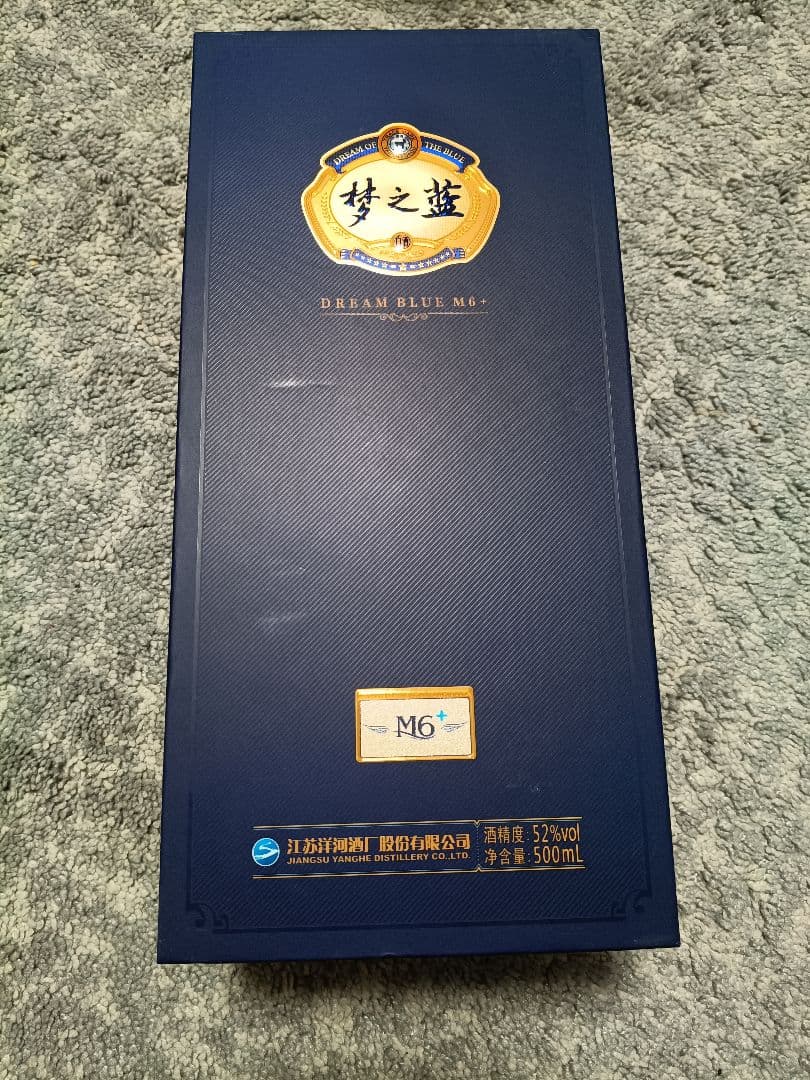 DREAM OF THE BLUE
梦之蓝
DREAM BLUE M6+
M6+
江苏洋河酒厂股份有限公司
JIANGSU YANGHE DISTILLERY CO.,LTD.
酒精度:52%vol
净含量:500mL